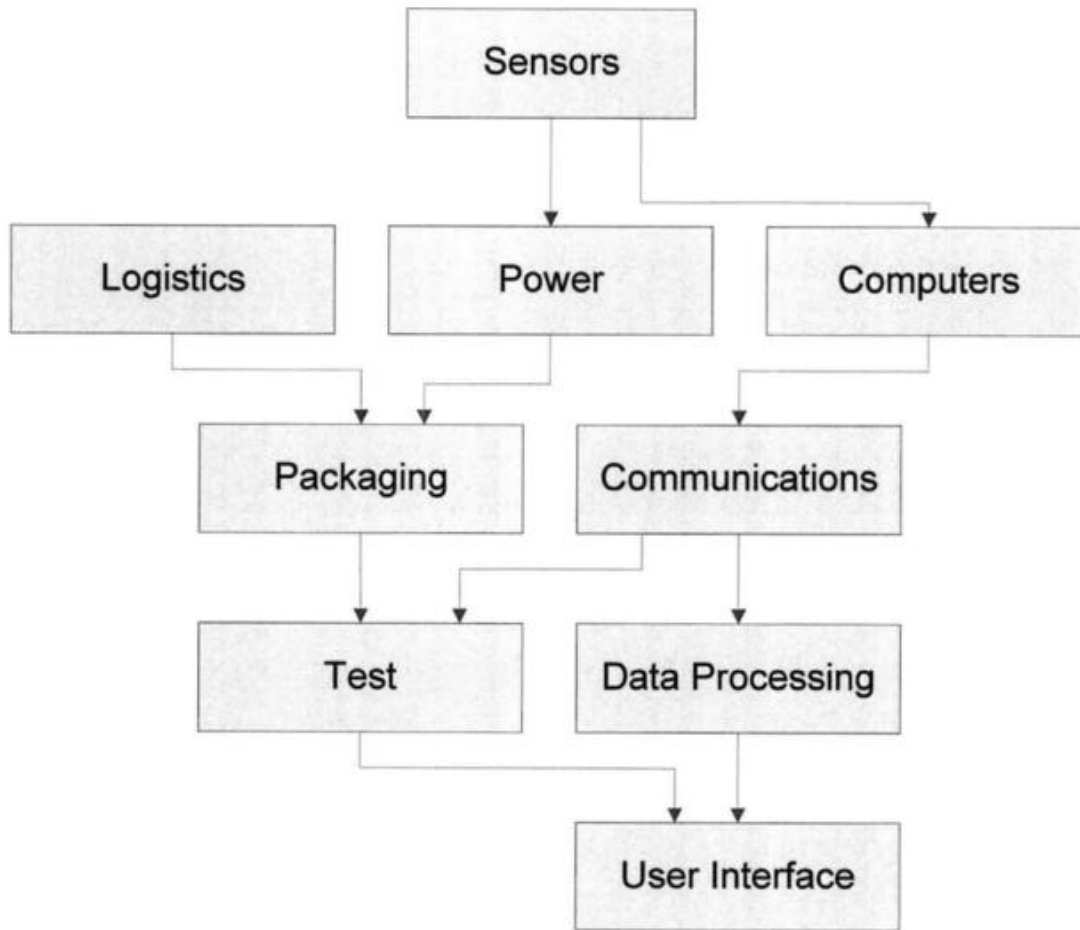 Sensors
Logistics
Power
Computers
Packaging
Communications
Test
Data Processing
User Interface